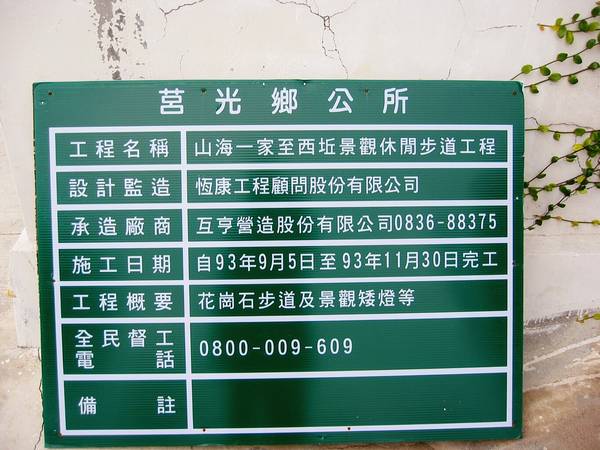 莒光鄉公所
工程名稱 山海一家至西坵景觀休閒步道工程
設計監造 恆康工程顧問股份有限公司
承造廠商 互亨營造股份有限公司0836-88375
施工日期 自93年9月5日至93年11月30日完工
工程概要 花崗石步道及景觀矮燈等
全民督工電話 0800-009-609
備註